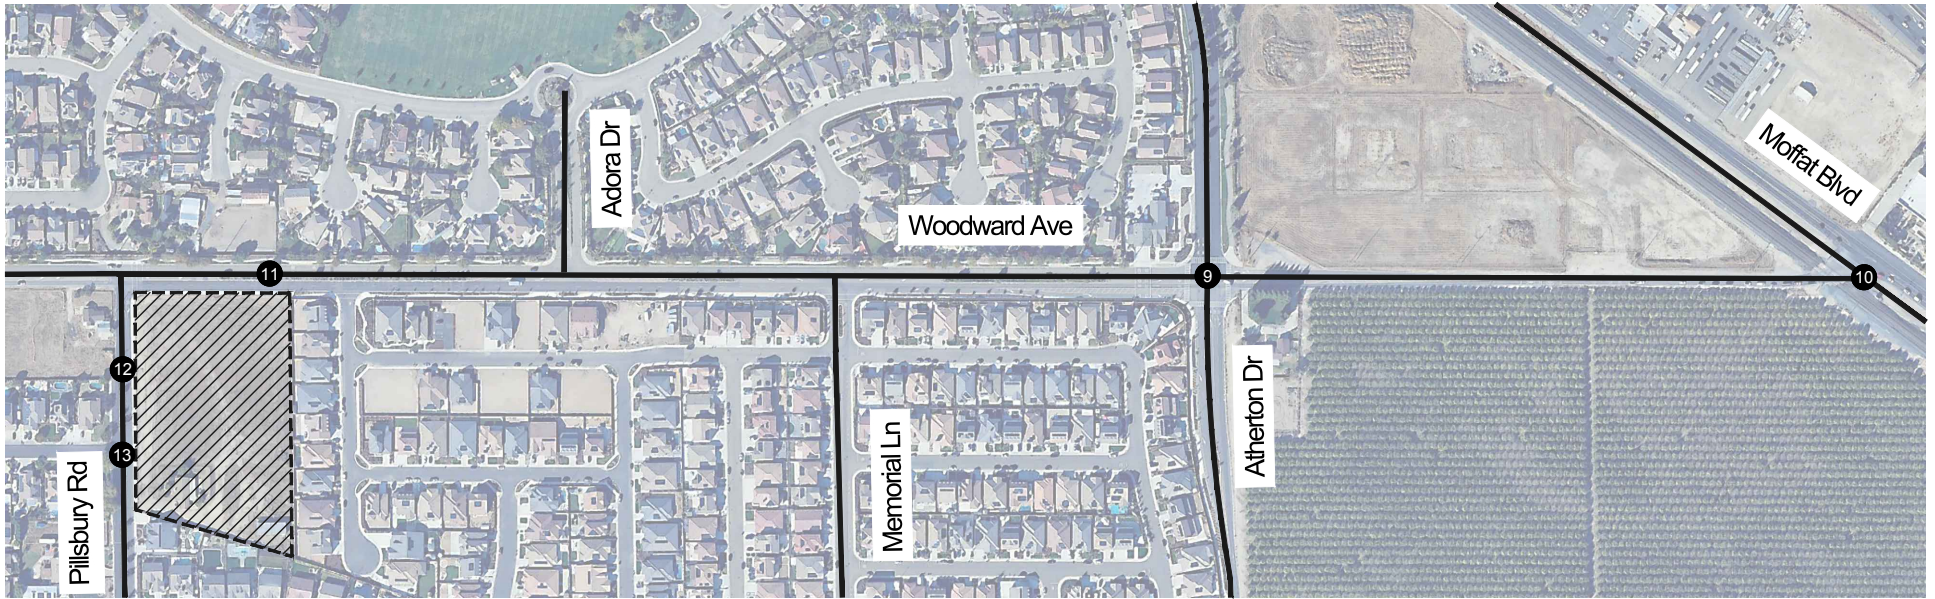 Adora Dr
Moffat Blvd
Woodward Ave
11
9
10
12
13
Pillsbury Rd
Memorial Ln
Atherton Dr